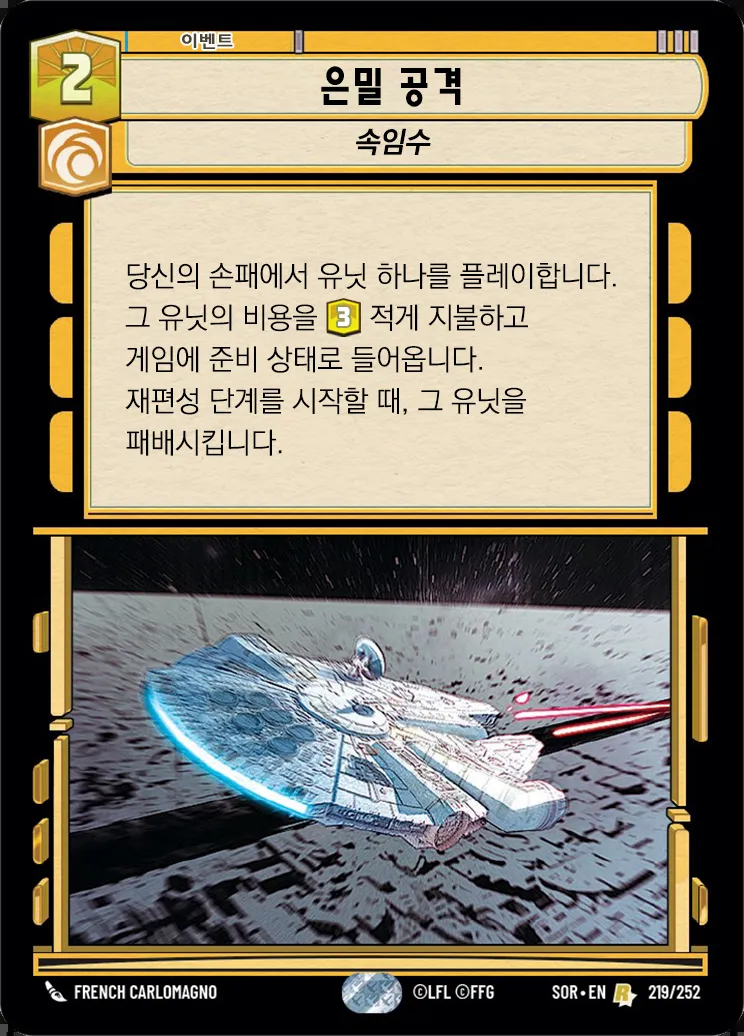 이벤트
2
은밀 공격
속임수
당신의 손패에서 유닛 하나를 플레이합니다.
그 유닛의 비용을 3 적게 지불하고
게임에 준비 상태로 들어옵니다.
재편성 단계를 시작할 때, 그 유닛을
패배시킵니다.
FRENCH CARLOMAGNO
©LFL ©FFG
SOR • EN R 219/252